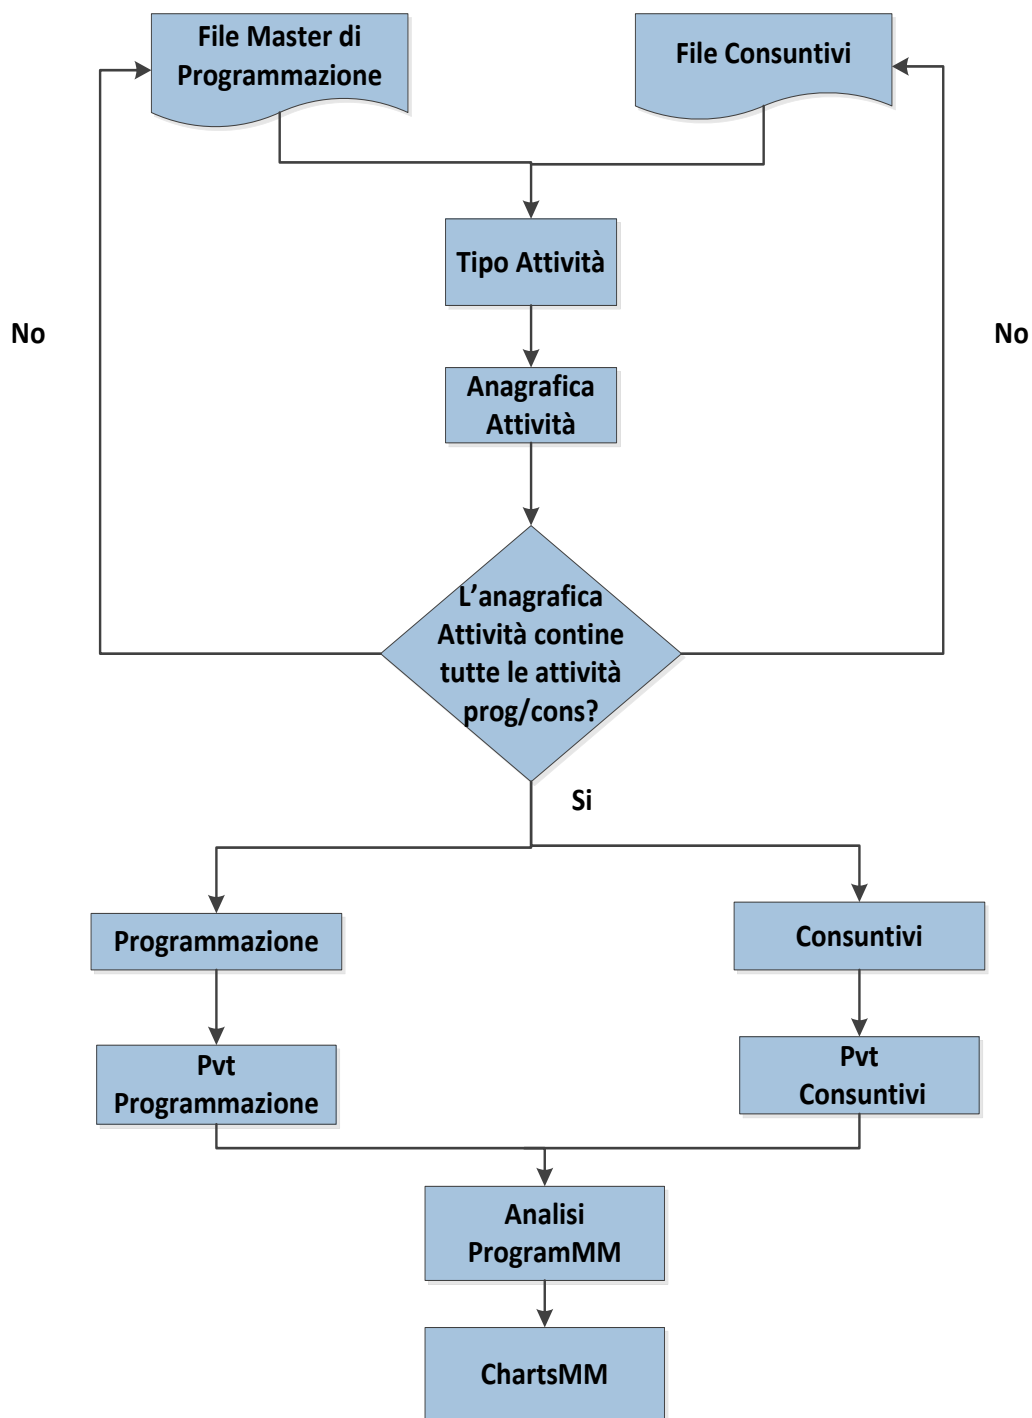 File Master di
Programmazione
File Consuntivi
Tipo Attività
No
No
Anagrafica
Attività
L’anagrafica
Attività contine
tutte le attività
prog/cons?
Si
Programmazione
Consuntivi
Pvt
Programmazione
Pvt
Consuntivi
Analisi
ProgramMM
ChartsMM